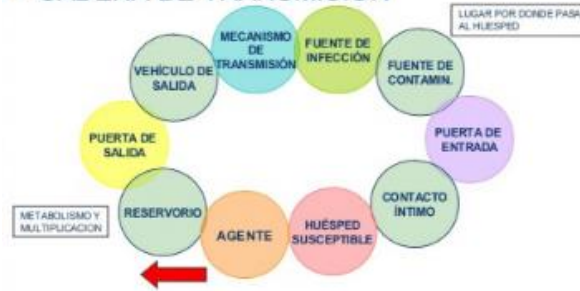 LUGAR POR DONDE PASA
AL HUESPED
MECANISMO
DE
TRANSMISIÓN
FUENTE DE
INFECCIÓN
VEHÍCULO DE
SALIDA
FUENTE DE
CONTAMIN.
PUERTA DE
SALIDA
PUERTA DE
ENTRADA
METABOLISMO Y
MULTIPLICACION
RESERVORIO
AGENTE
HUÉSPED
SUSCEPTIBLE
CONTACTO
ÍNTIMO